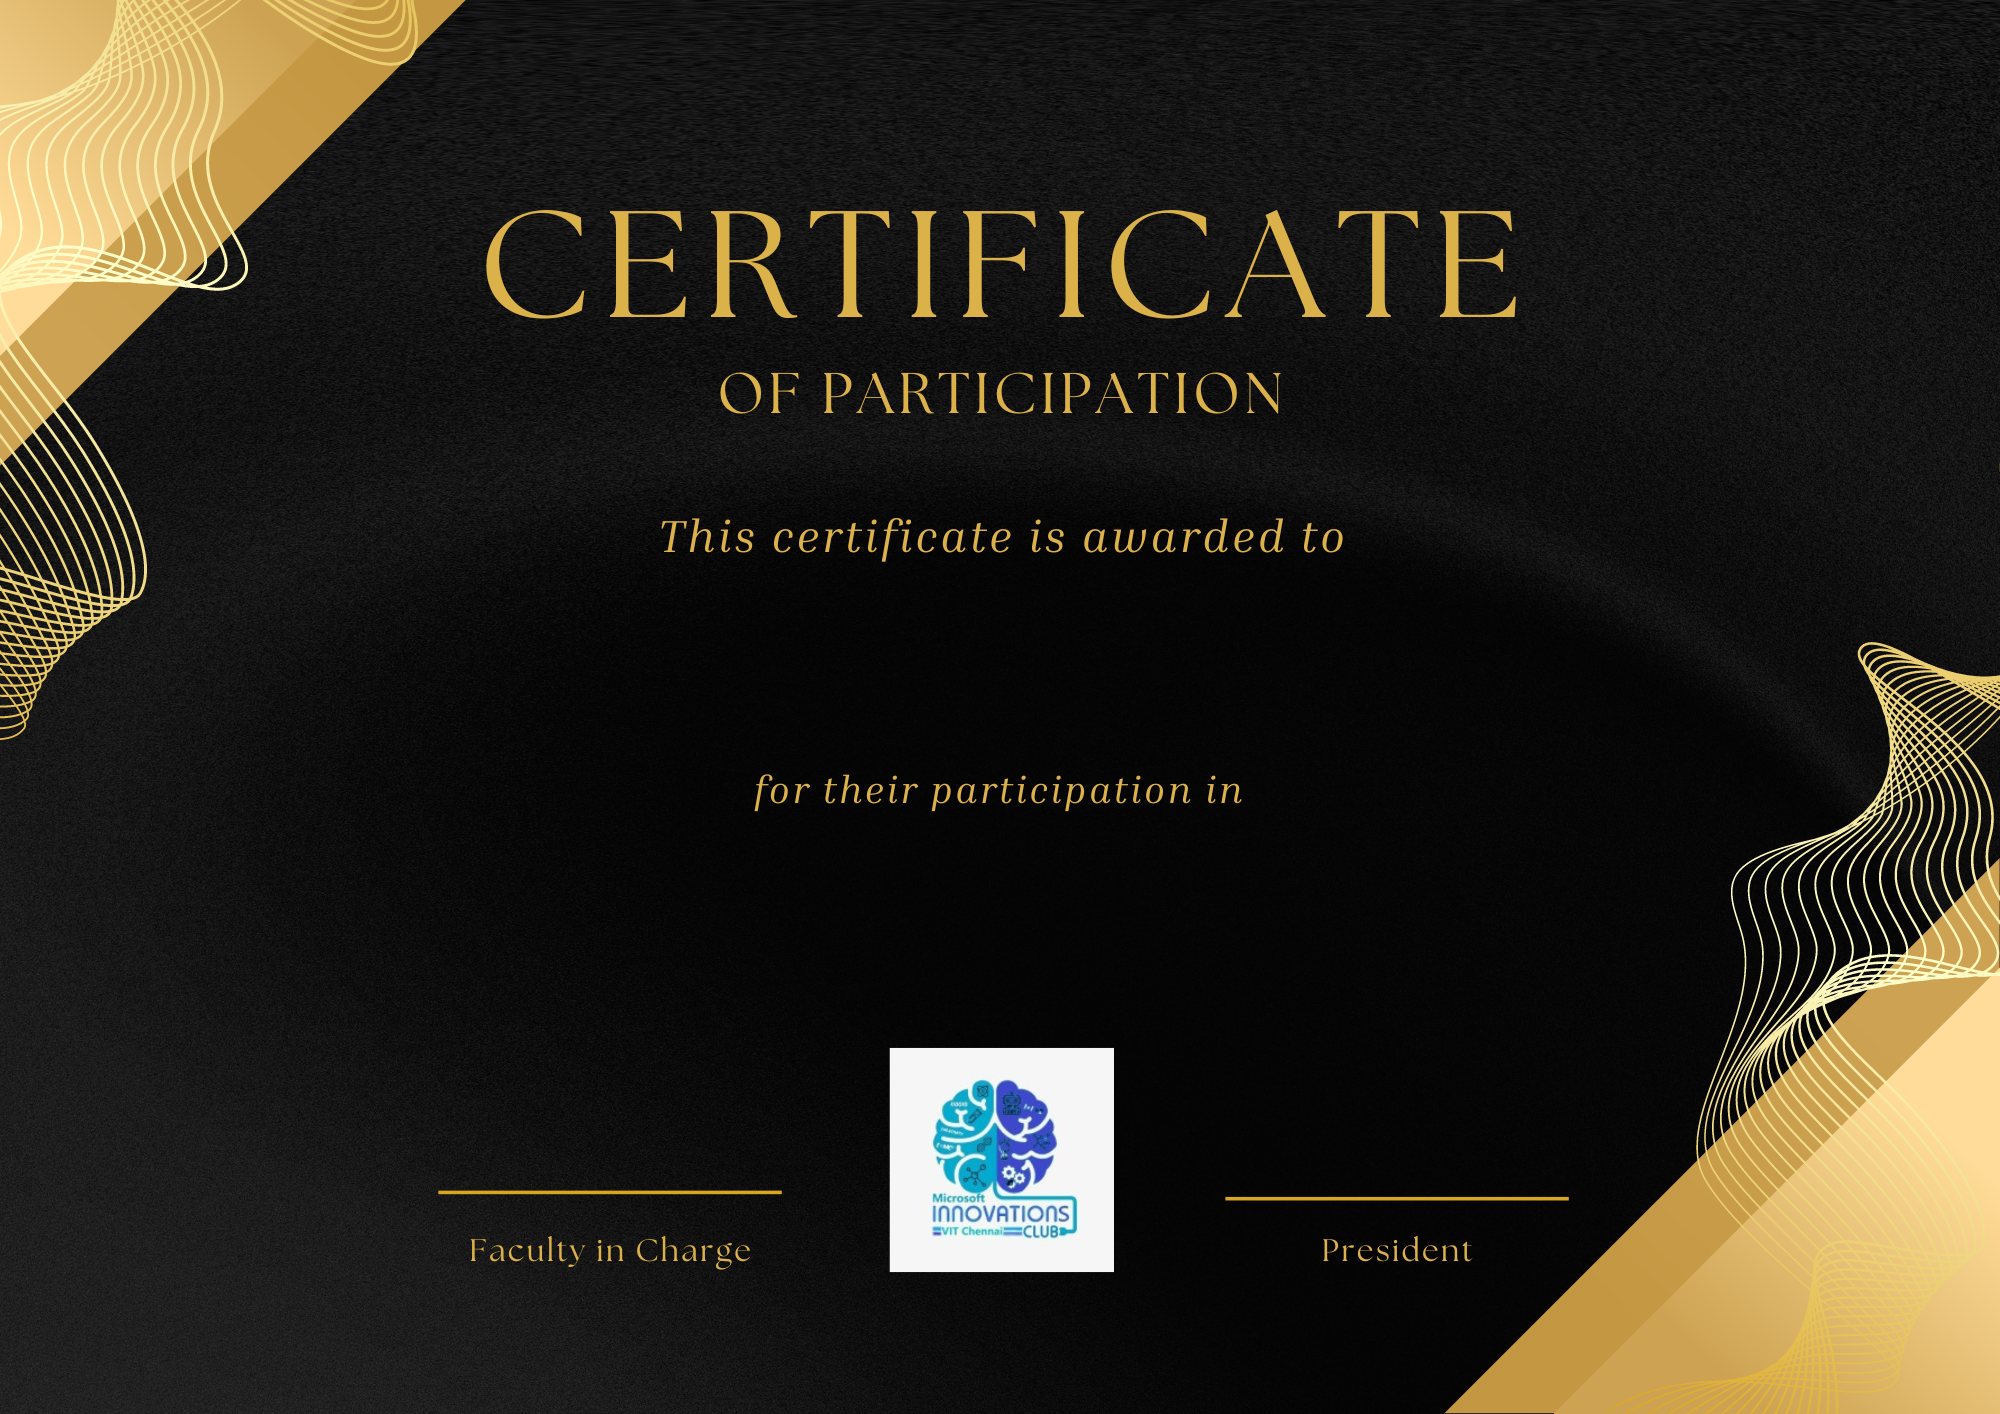 CERTIFICATE
OF PARTICIPATION
This certificate is awarded to
for their participation in
Microsoft
INNOVATIONS
VIT Chennai CLUB
Faculty in Charge
President